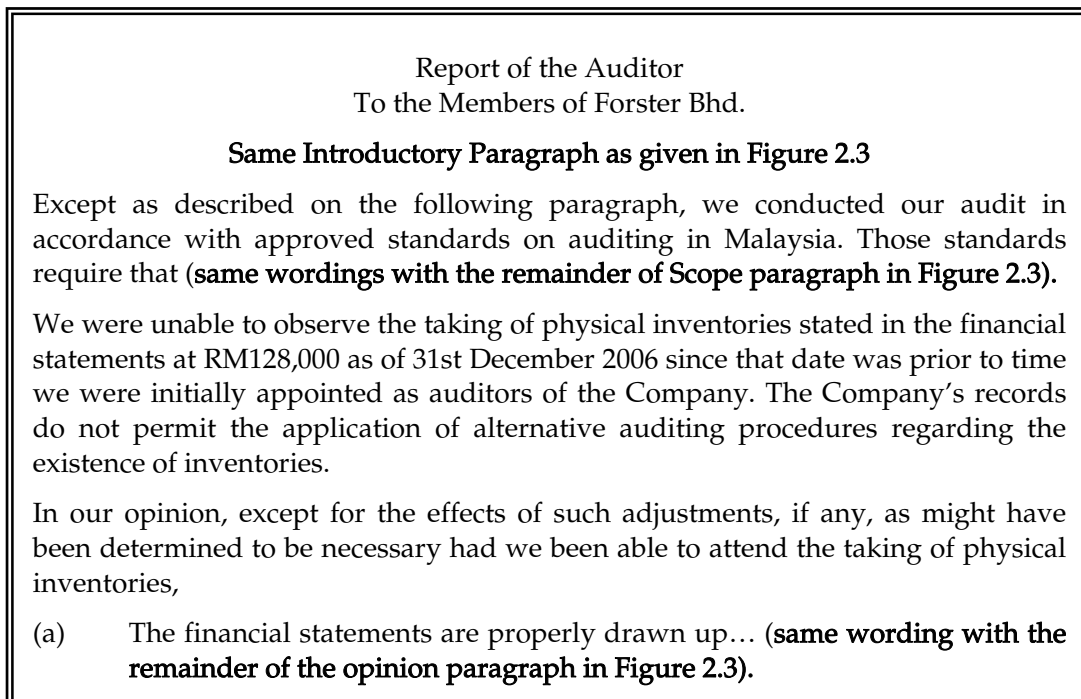 Report of the Auditor
To the Members of Forster Bhd.
Same Introductory Paragraph as given in Figure 2.3
Except as described on the following paragraph, we conducted our audit in
accordance with approved standards on auditing in Malaysia. Those standards
require that (same wordings with the remainder of Scope paragraph in Figure 2.3).
We were unable to observe the taking of physical inventories stated in the financial
statements at RM128,000 as of 31st December 2006 since that date was prior to time
we were initially appointed as auditors of the Company. The Company’s records
do not permit the application of alternative auditing procedures regarding the
existence of inventories.
In our opinion, except for the effects of such adjustments, if any, as might have
been determined to be necessary had we been able to attend the taking of physical
inventories,
(a) The financial statements are properly drawn up… (same wording with the
remainder of the opinion paragraph in Figure 2.3).